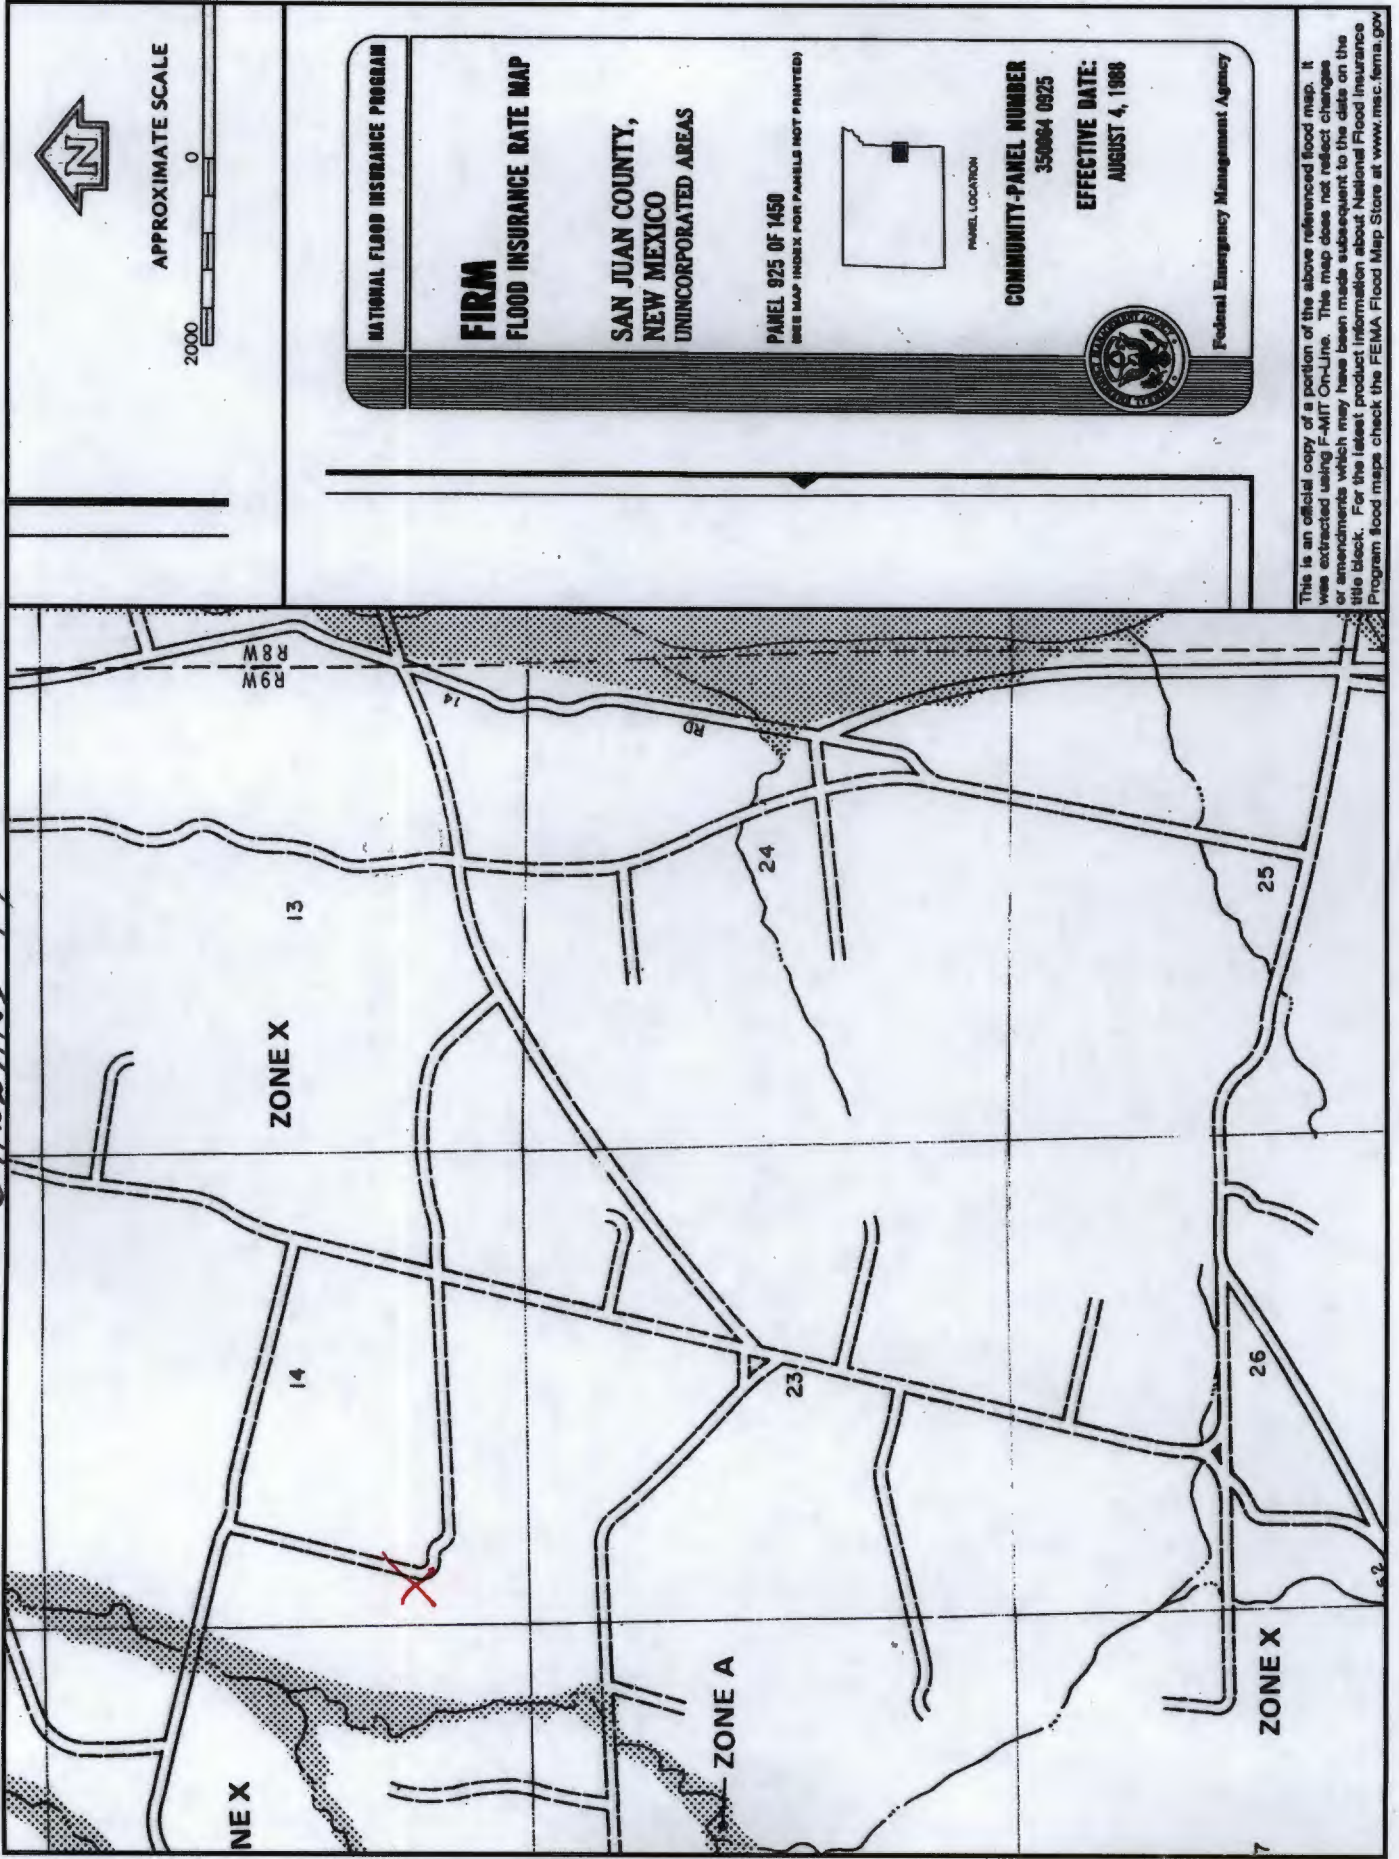 N
APPROXIMATE SCALE
2000 0
NATIONAL FLOOD INSURANCE PROGRAM
FIRM
FLOOD INSURANCE RATE MAP
SAN JUAN COUNTY,
NEW MEXICO
UNINCORPORATED AREAS
PANEL 925 OF 1450
(SEE MAP INDEX FOR PANELS NOT PRINTED)
PANEL LOCATION
COMMUNITY-PANEL NUMBER
350064 0925
EFFECTIVE DATE:
AUGUST 4, 1988
Federal Emergency Management Agency
This is an official copy of a portion of the above referenced flood map. It
was extracted using F-MIT On-Line. This map does not reflect changes
or amendments which may have been made subsequent to the date on the
title block. For the latest product information about National Flood Insurance
Program flood maps check the FEMA Flood Map Store at www.msc.fema.gov
R8W
R9W
14
RD
13
24
25
ZONE X
14
23
26
ZONE A
ZONE X
NE X